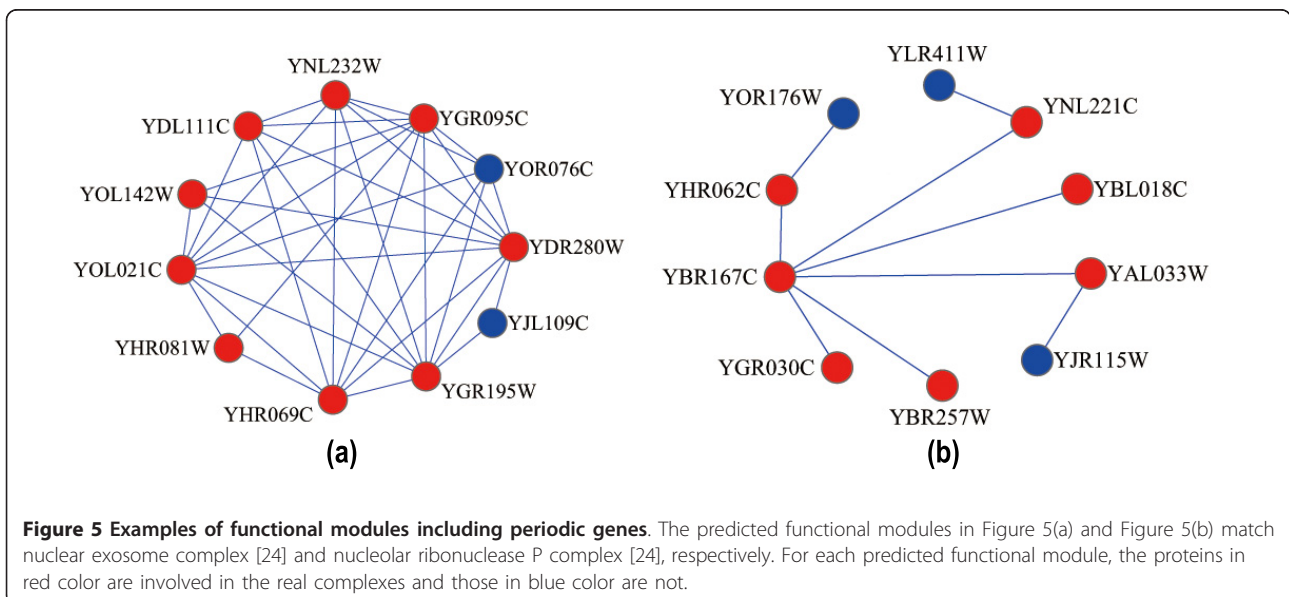 YNL232W
YDL111C
YGR095C
YOR076C
YOL142W
YDR280W
YOL021C
YJL109C
YHR081W
YGR195W
YHR069C
(a)
YLR411W
YOR176W
YNL221C
YHR062C
YBL018C
YBR167C
YAL033W
YGR030C
YJR115W
YBR257W
(b)
Figure 5 Examples of functional modules including periodic genes. The predicted functional modules in Figure 5(a) and Figure 5(b) match
nuclear exosome complex [24] and nucleolar ribonuclease P complex [24], respectively. For each predicted functional module, the proteins in
red color are involved in the real complexes and those in blue color are not.